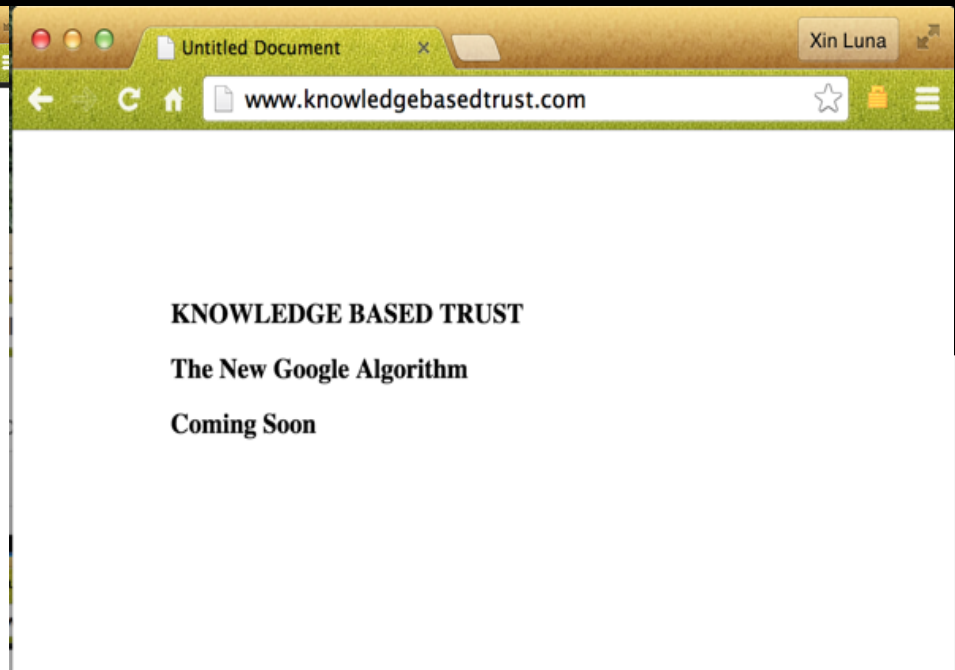 Untitled Document
Xin Luna
www.knowledgebasedtrust.com
KNOWLEDGE BASED TRUST
The New Google Algorithm
Coming Soon